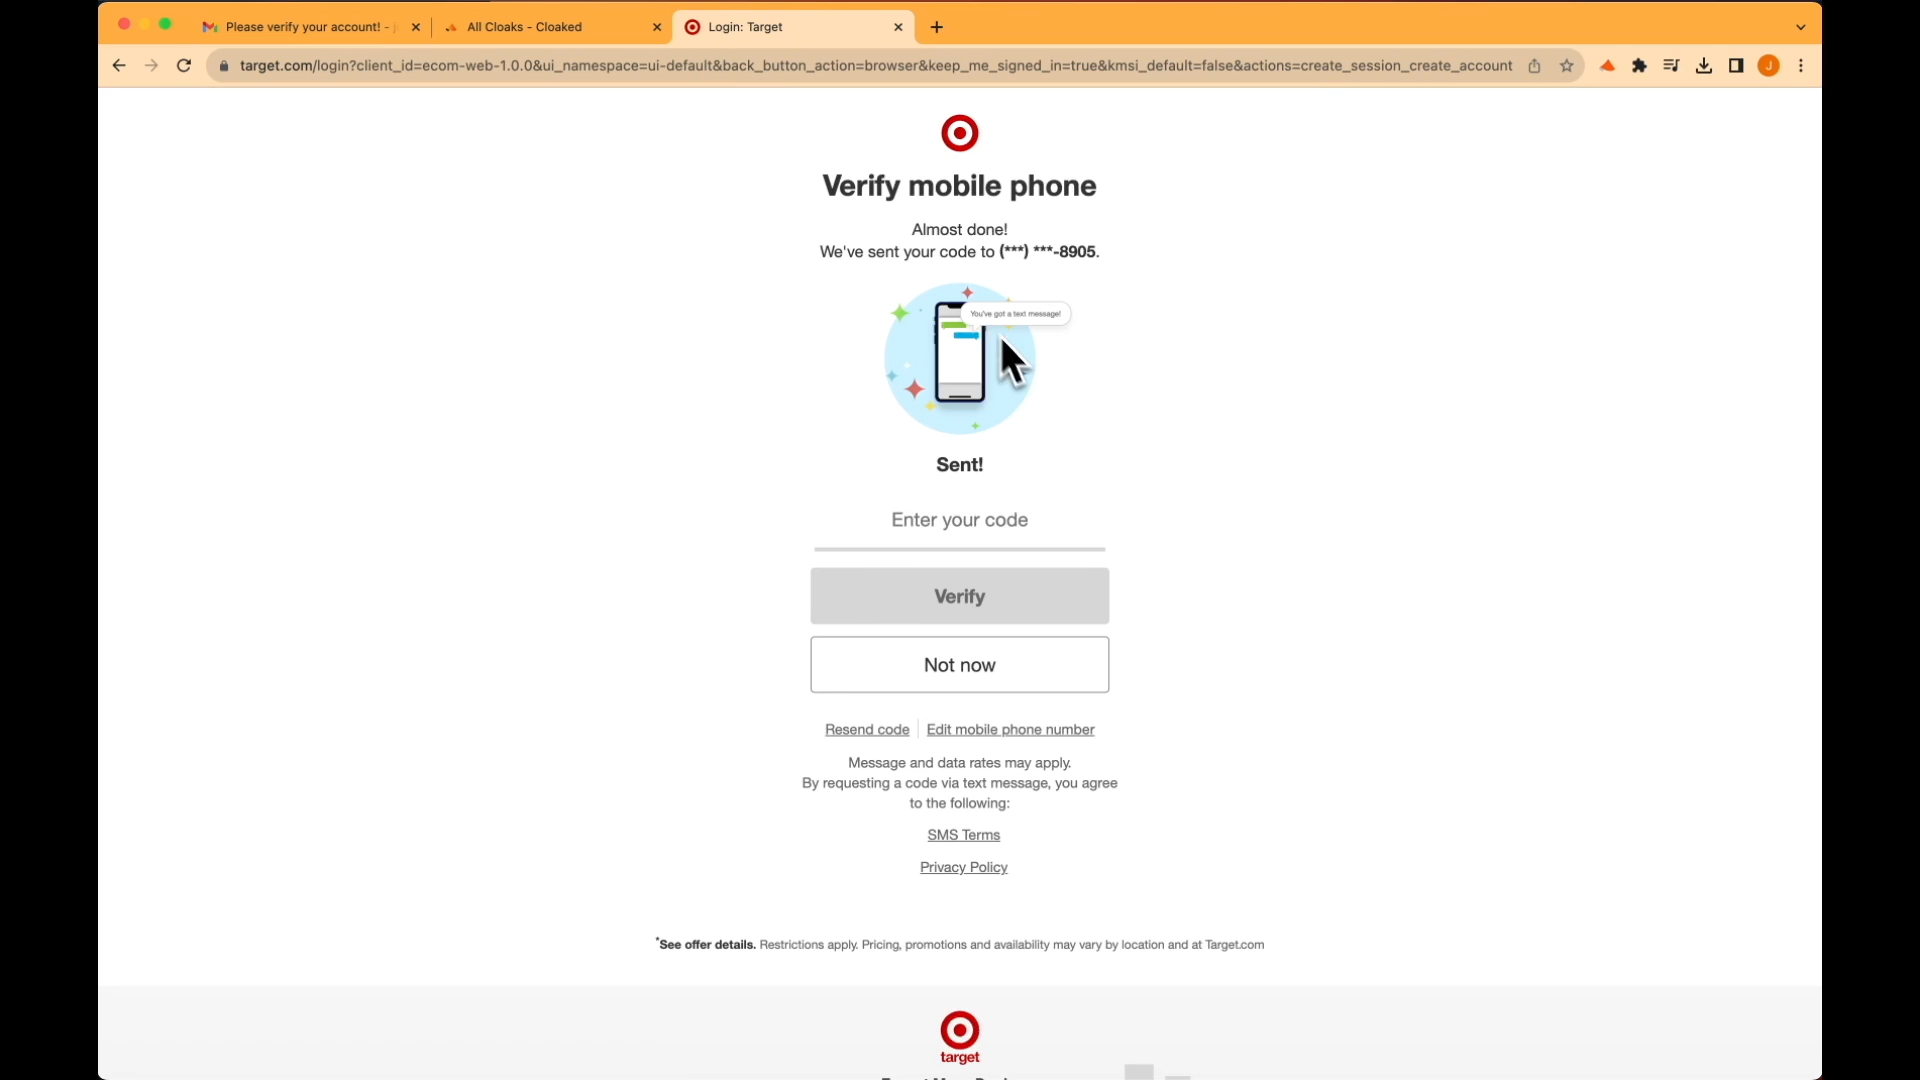 Please verify your account! -
All Cloaks - Cloaked
Login: Target
target.com/login?client_id=ecom-web-1.0.0&ui_namespace=ui-default&back_button_action=browser&keep_me_signed_in=true&kmsi_default=false&actions=create_session_create_account
J
Verify mobile phone
Almost done!
We've sent your code to (***) ***-8905.
You've got a text message!
Sent!
Enter your code
Verify
Not now
Resend code
Edit mobile phone number
Message and data rates may apply.
By requesting a code via text message, you agree
to the following:
SMS Terms
Privacy Policy
*See offer details. Restrictions apply. Pricing, promotions and availability may vary by location and at Target.com
target